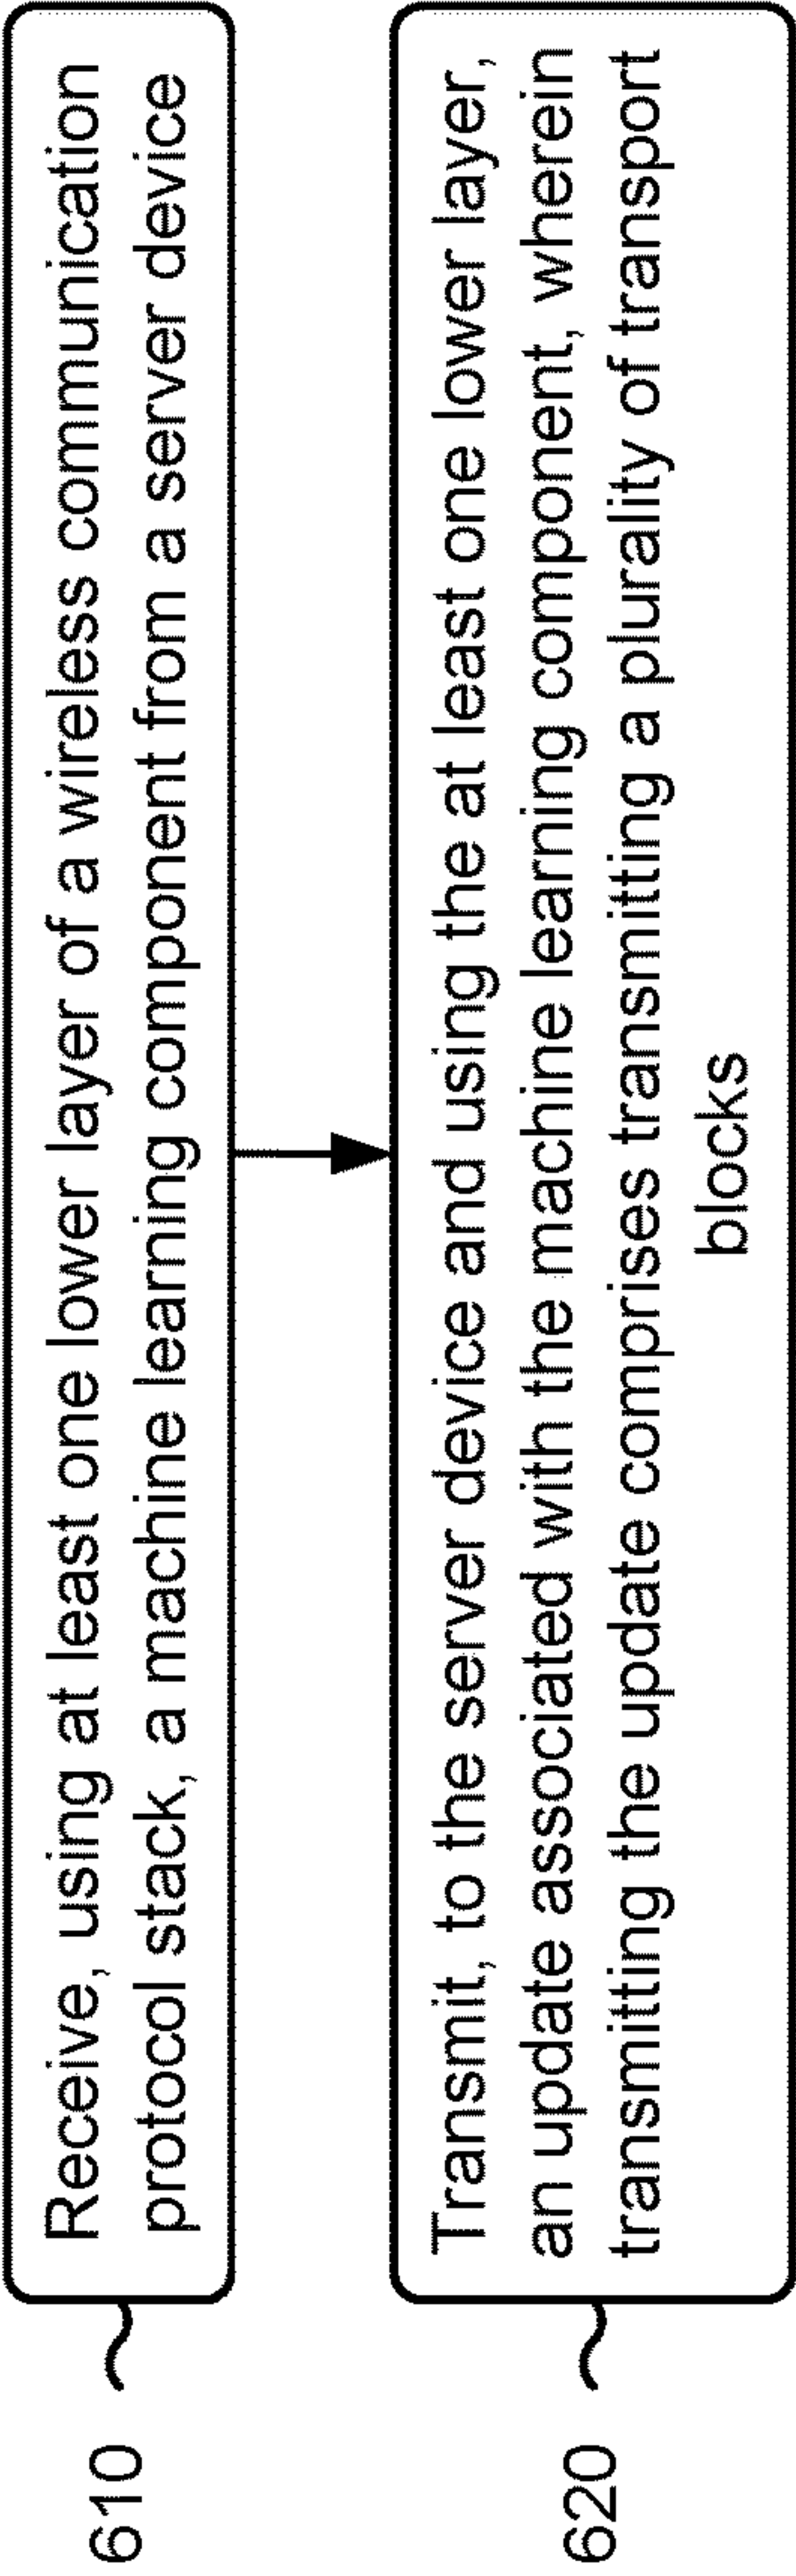 610
Receive, using at least one lower layer of a wireless communication
protocol stack, a machine learning component from a server device
620
Transmit, to the server device and using the at least one lower layer,
an update associated with the machine learning component, wherein
transmitting the update comprises transmitting a plurality of transport
blocks